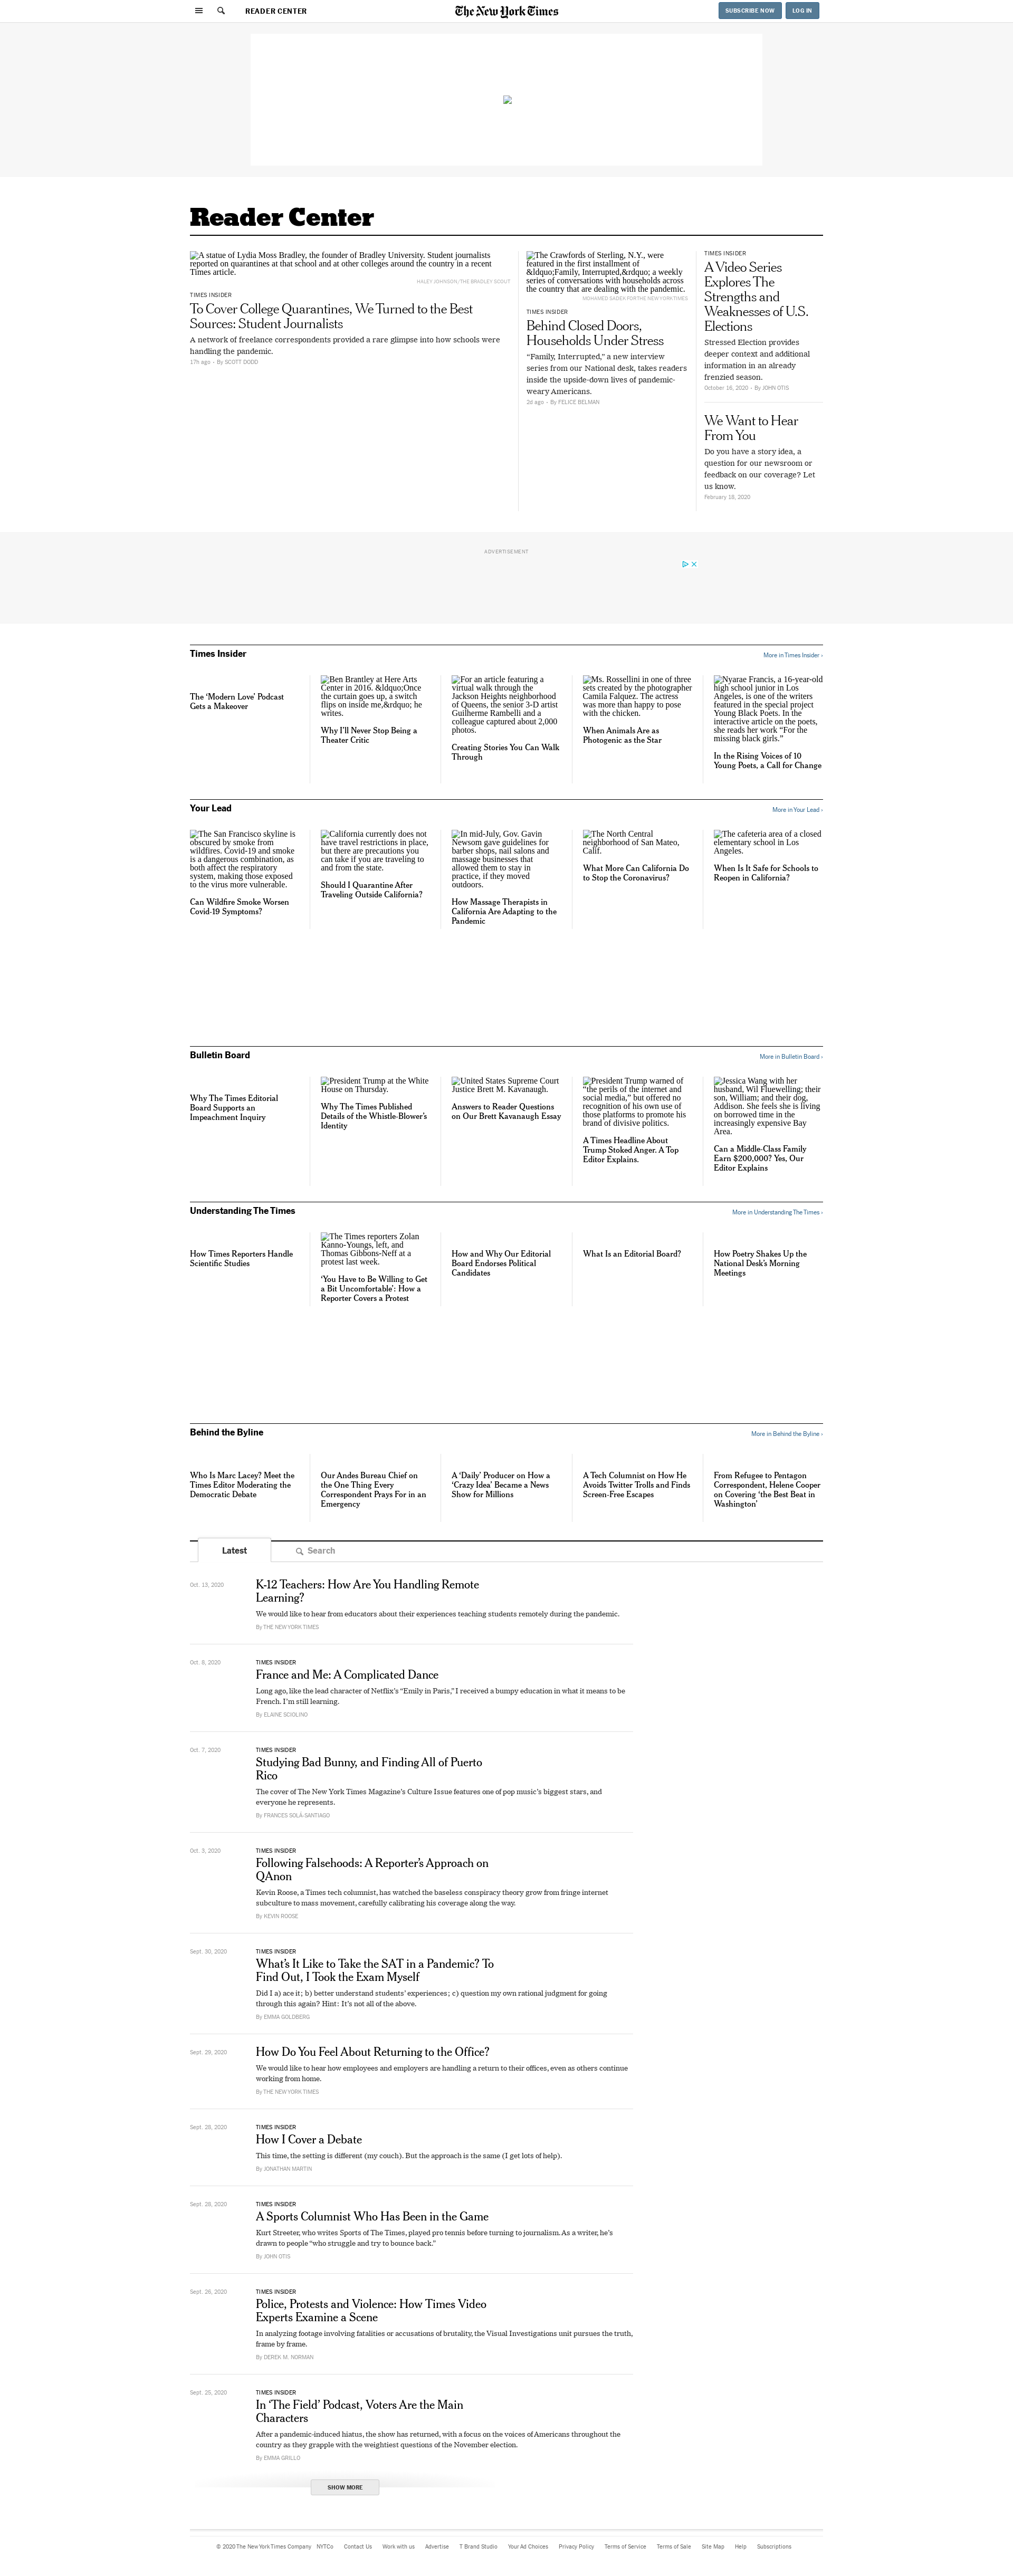 READER CENTER
The New York Times
SUBSCRIBE NOW
LOG IN
Reader Center
A statue of Lydia Moss Bradley, the founder of Bradley University. Student journalists
reported on quarantines at that school and at other colleges around the country in a recent
Times article.
HALEY JOHNSON/THE BRADLEY SCOUT
TIMES INSIDER
To Cover College Quarantines, We Turned to the Best
Sources: Student Journalists
A network of freelance correspondents provided a rare glimpse into how schools were
handling the pandemic.
17h ago - By SCOTT DODD
The Crawfords of Sterling, N.Y., were
featured in the first installment of
&ldquo;Family, Interrupted,&rdquo; a weekly
series of conversations with households across
the country that are dealing with the pandemic.
MOHAMED SADEK FOR THE NEW YORK TIMES
TIMES INSIDER
Behind Closed Doors,
Households Under Stress
“Family, Interrupted,” a new interview
series from our National desk, takes readers
inside the upside-down lives of pandemic-
weary Americans.
2d ago - By FELICE BELMAN
TIMES INSIDER
A Video Series
Explores The
Strengths and
Weaknesses of U.S.
Elections
Stressed Election provides
deeper context and additional
information in an already
frenzied season.
October 16, 2020 - By JOHN OTIS
We Want to Hear
From You
Do you have a story idea, a
question for our newsroom or
feedback on our coverage? Let
us know.
February 18, 2020
ADVERTISEMENT
Times Insider
More in Times Insider ›
The ‘Modern Love’ Podcast
Gets a Makeover
Ben Brantley at Here Arts
Center in 2016. &ldquo;Once
the curtain goes up, a switch
flips on inside me,&rdquo; he
writes.
Why I’ll Never Stop Being a
Theater Critic
For an article featuring a
virtual walk through the
Jackson Heights neighborhood
of Queens, the senior 3-D artist
Guilherme Rambelli and a
colleague captured about 2,000
photos.
Creating Stories You Can Walk
Through
Ms. Rossellini in one of three
sets created by the photographer
Camila Falquez. The actress
was more than happy to pose
with the chicken.
When Animals Are as
Photogenic as the Star
Nyarae Francis, a 16-year-old
high school junior in Los
Angeles, is one of the writers
featured in the special project
Young Black Poets. In the
interactive article on the poets,
she reads her work “For the
missing black girls.”
In the Rising Voices of 10
Young Poets, a Call for Change
Your Lead
More in Your Lead ›
The San Francisco skyline is
obscured by smoke from
wildfires. Covid-19 and smoke
is a dangerous combination, as
both affect the respiratory
system, making those exposed
to the virus more vulnerable.
Can Wildfire Smoke Worsen
Covid-19 Symptoms?
California currently does not
have travel restrictions in place,
but there are precautions you
can take if you are traveling to
and from the state.
Should I Quarantine After
Traveling Outside California?
In mid-July, Gov. Gavin
Newsom gave guidelines for
barber shops, nail salons and
massage businesses that
allowed them to stay in
practice, if they moved
outdoors.
How Massage Therapists in
California Are Adapting to the
Pandemic
The North Central
neighborhood of San Mateo,
Calif.
What More Can California Do
to Stop the Coronavirus?
The cafeteria area of a closed
elementary school in Los
Angeles.
When Is It Safe for Schools to
Reopen in California?
Bulletin Board
More in Bulletin Board ›
Why The Times Editorial
Board Supports an
Impeachment Inquiry
President Trump at the White
House on Thursday.
Why The Times Published
Details of the Whistle-Blower’s
Identity
United States Supreme Court
Justice Brett M. Kavanaugh.
Answers to Reader Questions
on Our Brett Kavanaugh Essay
President Trump warned of
“the perils of the internet and
social media,” but offered no
recognition of his own use of
those platforms to promote his
brand of divisive politics.
A Times Headline About
Trump Stoked Anger. A Top
Editor Explains.
Jessica Wang with her
husband, Wil Fluewelling; their
son, William; and their dog,
Addison. She feels she is living
on borrowed time in the
increasingly expensive Bay
Area.
Can a Middle-Class Family
Earn $200,000? Yes, Our
Editor Explains
Understanding The Times
More in Understanding The Times ›
How Times Reporters Handle
Scientific Studies
The Times reporters Zolan
Kanno-Youngs, left, and
Thomas Gibbons-Neff at a
protest last week.
‘You Have to Be Willing to Get
a Bit Uncomfortable’: How a
Reporter Covers a Protest
How and Why Our Editorial
Board Endorses Political
Candidates
What Is an Editorial Board?
How Poetry Shakes Up the
National Desk’s Morning
Meetings
Behind the Byline
More in Behind the Byline ›
Who Is Marc Lacey? Meet the
Times Editor Moderating the
Democratic Debate
Our Andes Bureau Chief on
the One Thing Every
Correspondent Prays For in an
Emergency
A ‘Daily’ Producer on How a
‘Crazy Idea’ Became a News
Show for Millions
A Tech Columnist on How He
Avoids Twitter Trolls and Finds
Screen-Free Escapes
From Refugee to Pentagon
Correspondent, Helene Cooper
on Covering ‘the Best Beat in
Washington’
Latest
Search
Oct. 13, 2020
K-12 Teachers: How Are You Handling Remote
Learning?
We would like to hear from educators about their experiences teaching students remotely during the pandemic.
By THE NEW YORK TIMES
Oct. 8, 2020
TIMES INSIDER
France and Me: A Complicated Dance
Long ago, like the lead character of Netflix’s “Emily in Paris,” I received a bumpy education in what it means to be
French. I’m still learning.
By ELAINE SCIOLINO
Oct. 7, 2020
TIMES INSIDER
Studying Bad Bunny, and Finding All of Puerto
Rico
The cover of The New York Times Magazine’s Culture Issue features one of pop music’s biggest stars, and
everyone he represents.
By FRANCES SOLÁ-SANTIAGO
Oct. 3, 2020
TIMES INSIDER
Following Falsehoods: A Reporter’s Approach on
QAnon
Kevin Roose, a Times tech columnist, has watched the baseless conspiracy theory grow from fringe internet
subculture to mass movement, carefully calibrating his coverage along the way.
By KEVIN ROOSE
Sept. 30, 2020
TIMES INSIDER
What’s It Like to Take the SAT in a Pandemic? To
Find Out, I Took the Exam Myself
Did I a) ace it; b) better understand students’ experiences; c) question my own rational judgment for going
through this again? Hint: It’s not all of the above.
By EMMA GOLDBERG
Sept. 29, 2020
How Do You Feel About Returning to the Office?
We would like to hear how employees and employers are handling a return to their offices, even as others continue
working from home.
By THE NEW YORK TIMES
Sept. 28, 2020
TIMES INSIDER
How I Cover a Debate
This time, the setting is different (my couch). But the approach is the same (I get lots of help).
By JONATHAN MARTIN
Sept. 28, 2020
TIMES INSIDER
A Sports Columnist Who Has Been in the Game
Kurt Streeter, who writes Sports of The Times, played pro tennis before turning to journalism. As a writer, he’s
drawn to people “who struggle and try to bounce back.”
By JOHN OTIS
Sept. 26, 2020
TIMES INSIDER
Police, Protests and Violence: How Times Video
Experts Examine a Scene
In analyzing footage involving fatalities or accusations of brutality, the Visual Investigations unit pursues the truth,
frame by frame.
By DEREK M. NORMAN
Sept. 25, 2020
TIMES INSIDER
In ‘The Field’ Podcast, Voters Are the Main
Characters
After a pandemic-induced hiatus, the show has returned, with a focus on the voices of Americans throughout the
country as they grapple with the weightiest questions of the November election.
By EMMA GRILLO
SHOW MORE
© 2020 The New York Times Company NYTCo Contact Us Work with us Advertise T Brand Studio Your Ad Choices Privacy Policy Terms of Service Terms of Sale Site Map Help Subscriptions